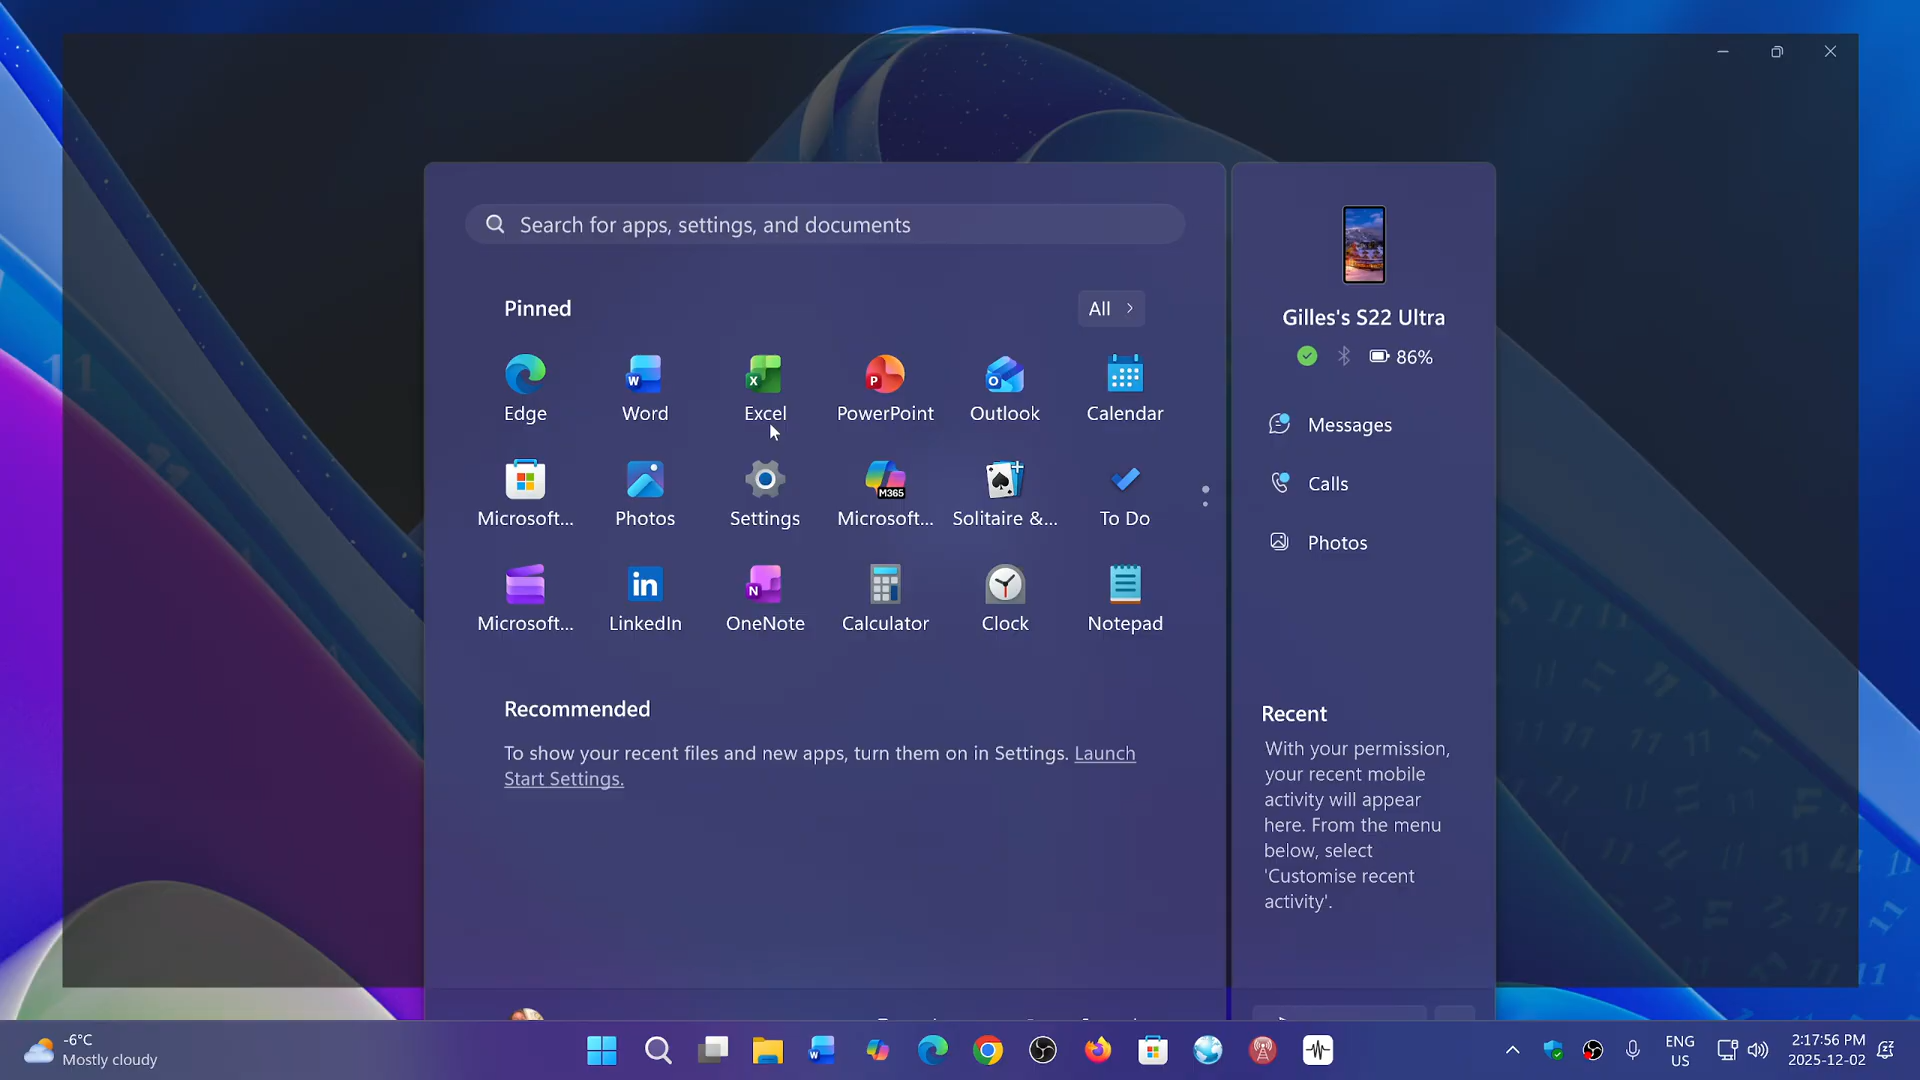 Search for apps, settings, and documents
Pinned
All
Edge
Word
Excel
PowerPoint
Outlook
Calendar
Microsoft...
Photos
Settings
M365
Microsoft...
Solitaire &...
To Do
Microsoft...
LinkedIn
OneNote
Calculator
Clock
Notepad
Recommended
To show your recent files and new apps, turn them on in Settings. Launch
Start Settings.
Gilles's S22 Ultra
86%
Messages
Calls
Photos
Recent
With your permission,
your recent mobile
activity will appear
here. From the menu
below, select
'Customise recent
activity'.
-6°C
Mostly cloudy
ENG
US
2:17:56 PM
2025-12-02